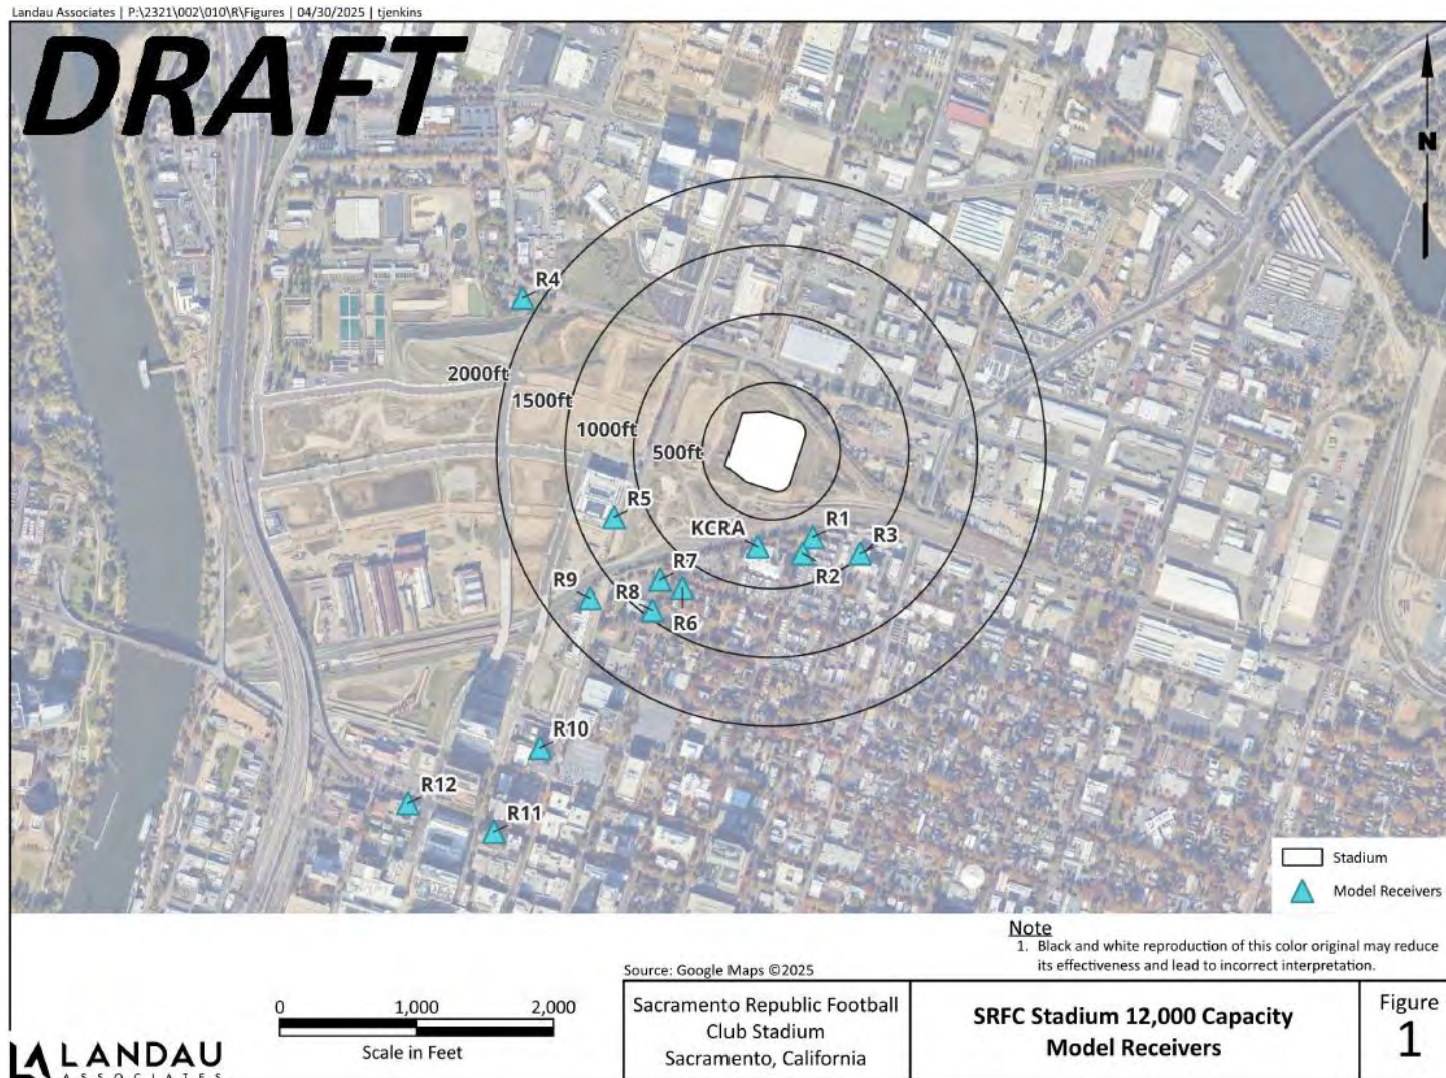 Landau Associates | P:\2321\002\010\R\Figures | 04/30/2025 | tjenkins
DRAFT
N
R4
2000ft
1500ft
1000ft
500ft
R5
KCRA
R1
R3
R2
R7
R9
R8
R6
R10
R12
R11
Stadium
Model Receivers
Note
1. Black and white reproduction of this color original may reduce
its effectiveness and lead to incorrect interpretation.
Source: Google Maps ©2025
0 1,000 2,000
Scale in Feet
LANDAU
ASSOCIATES
Sacramento Republic Football
Club Stadium
Sacramento, California
SRFC Stadium 12,000 Capacity
Model Receivers
Figure
1